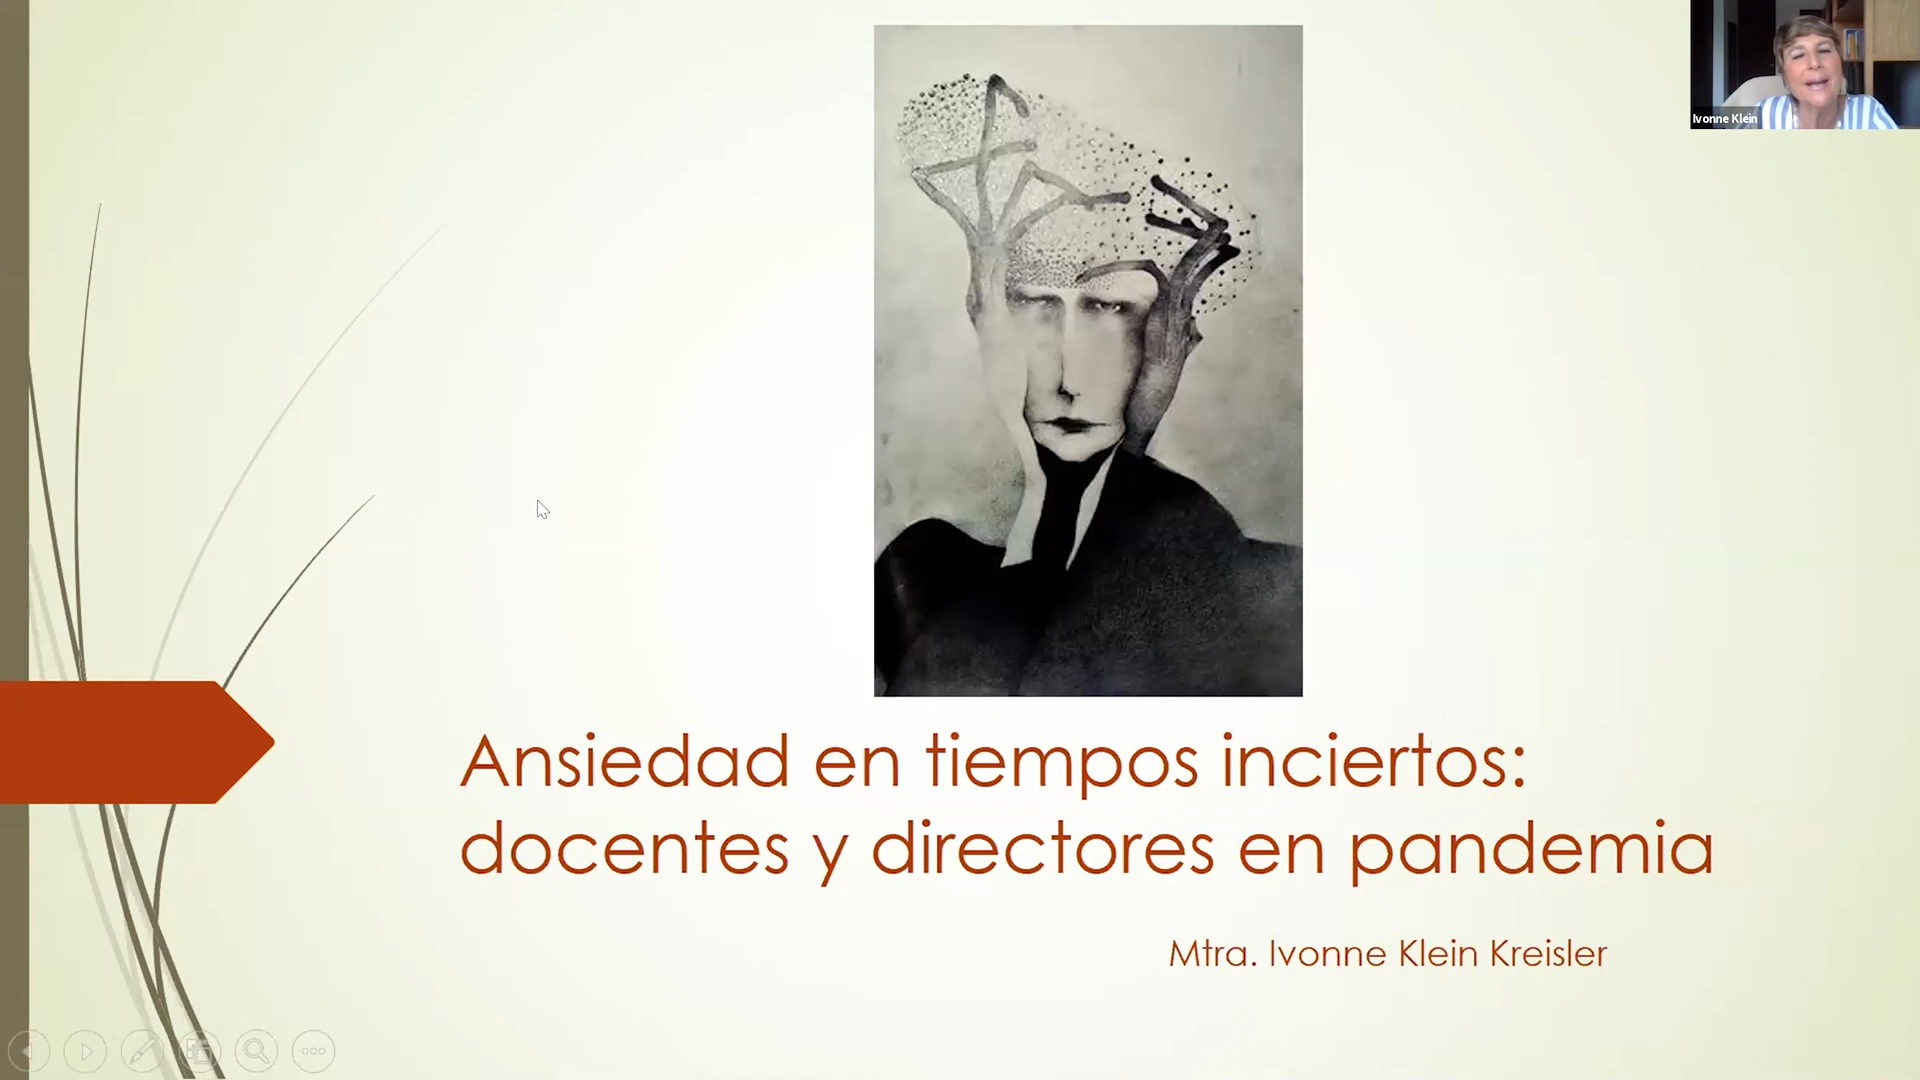 Ivonne Klein
Ansiedad en tiempos inciertos:
docentes y directores en pandemia
Mtra. Ivonne Klein Kreisler